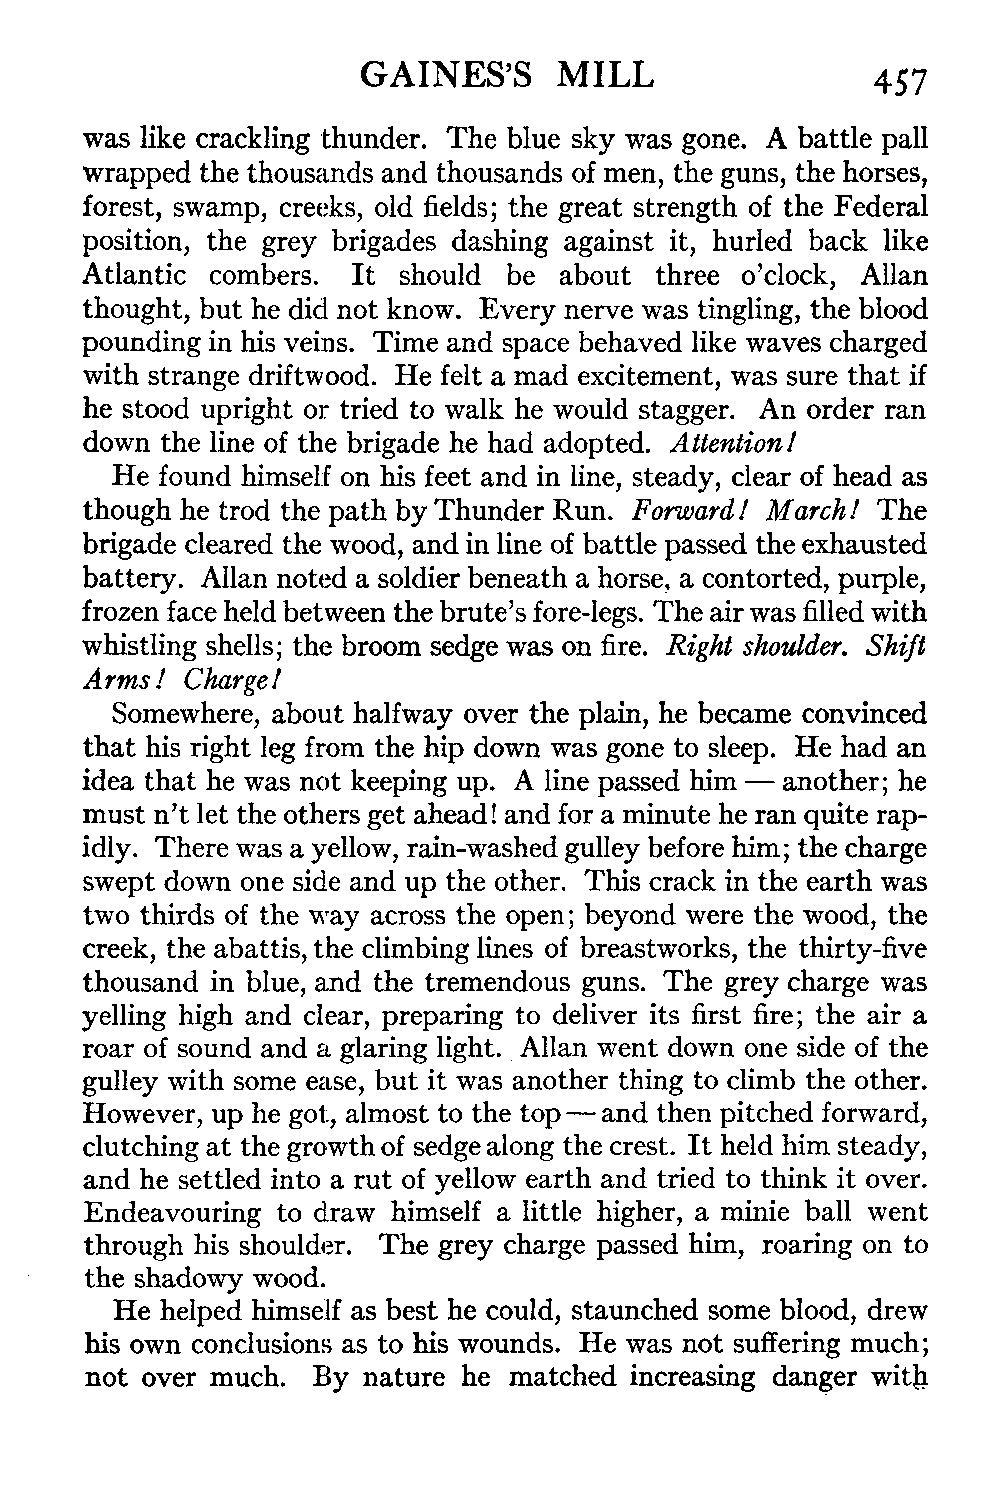 GAINES'S MILL 457
was like crackling thunder. The blue sky was gone. A battle pall
wrapped the thousands and thousands of men, the guns, the horses,
forest, swamp, creeks, old fields; the great strength of the Federal
position, the grey brigades dashing against it, hurled back like
Atlantic combers. It should be about three o'clock, Allan
thought, but he did not know. Every nerve was tingling, the blood
pounding in his veins. Time and space behaved like waves charged
with strange driftwood. He felt a mad excitement, was sure that if
he stood upright or tried to walk he would stagger. An order ran
down the line of the brigade he had adopted. Attention!
He found himself on his feet and in line, steady, clear of head as
though he trod the path by Thunder Run. Forward! March! The
brigade cleared the wood, and in line of battle passed the exhausted
battery. Allan noted a soldier beneath a horse, a contorted, purple,
frozen face held between the brute's fore-legs. The air was filled with
whistling shells; the broom sedge was on fire. Right shoulder. Shift
Arms! Charge!
Somewhere, about halfway over the plain, he became convinced
that his right leg from the hip down was gone to sleep. He had an
idea that he was not keeping up. A line passed him — another; he
must n't let the others get ahead! and for a minute he ran quite rap-
idly. There was a yellow, rain-washed gulley before him; the charge
swept down one side and up the other. This crack in the earth was
two thirds of the way across the open; beyond were the wood, the
creek, the abattis, the climbing lines of breastworks, the thirty-five
thousand in blue, and the tremendous guns. The grey charge was
yelling high and clear, preparing to deliver its first fire; the air a
roar of sound and a glaring light. Allan went down one side of the
gulley with some ease, but it was another thing to climb the other.
However, up he got, almost to the top — and then pitched forward,
clutching at the growth of sedge along the crest. It held him steady,
and he settled into a rut of yellow earth and tried to think it over.
Endeavouring to draw himself a little higher, a minie ball went
through his shoulder. The grey charge passed him, roaring on to
the shadowy wood.
He helped himself as best he could, staunched some blood, drew
his own conclusions as to his wounds. He was not suffering much;
not over much. By nature he matched increasing danger with